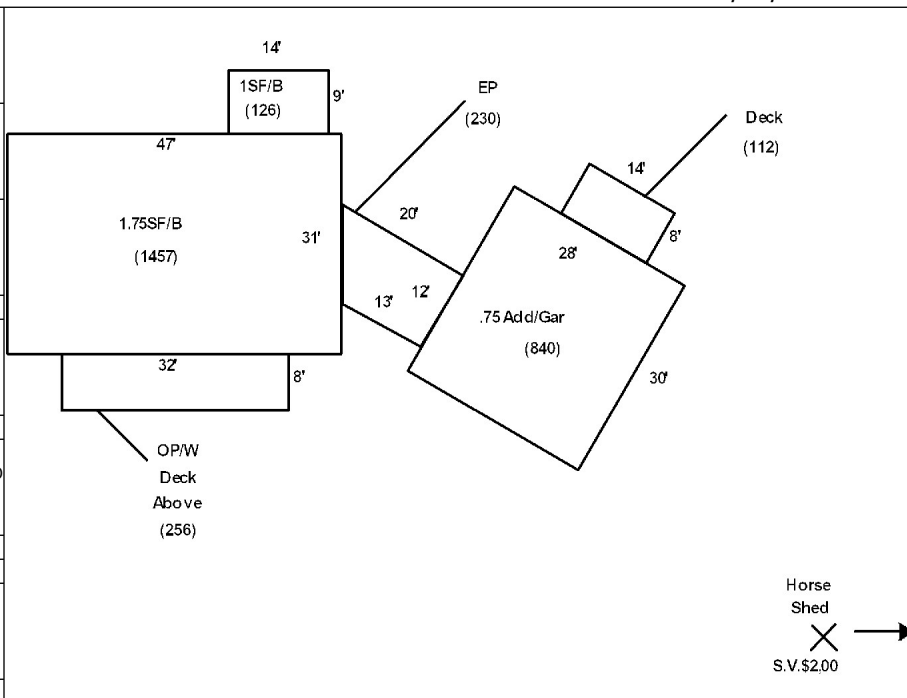 14'
1SF/B
(126)
9'
47'
1.75SF/B
(1457)
31'
32'
8'
OP/W
Deck
Above
(256)
EP
(230)
20'
13'
12'
Deck
(112)
14'
8'
28'
.75 Add/Gar
(840)
30'
Horse
Shed
S.V.$2,00